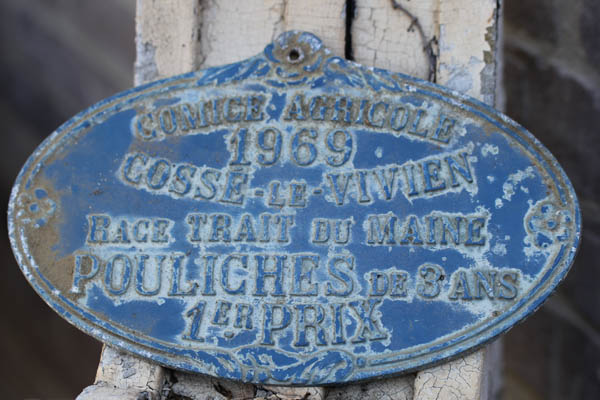 COMICE AGRICOLE
1969
COSSÉ-LE-VIVIEN
RACE TRAIT DU MAINE
POULICHES DE 3 ANS
1ER PRIX